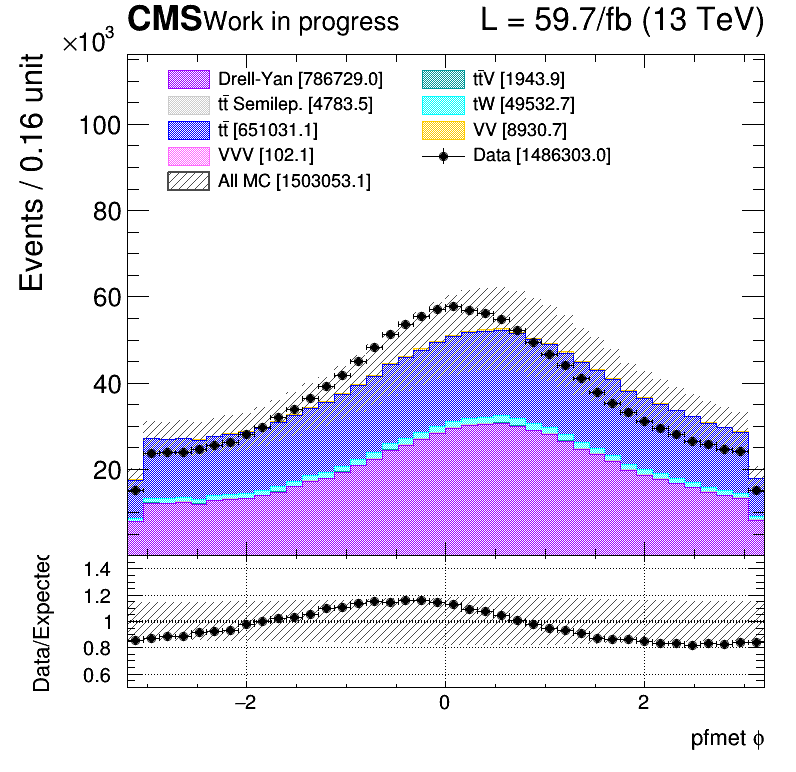 CMS Work in progress L = 59.7/fb (13 TeV)
×10³
Events / 0.16 unit
Drell-Yan [786729.0]
tt̄ Semilep. [4783.5]
tt̄ [651031.1]
VVV [102.1]
All MC [1503053.1]
tt̄V [1943.9]
tW [49532.7]
VV [8930.7]
Data [1486303.0]
100
80
60
40
20
Data/Expected
1.4
1.2
1
0.8
0.6
−2 0 2
pfmet ϕ